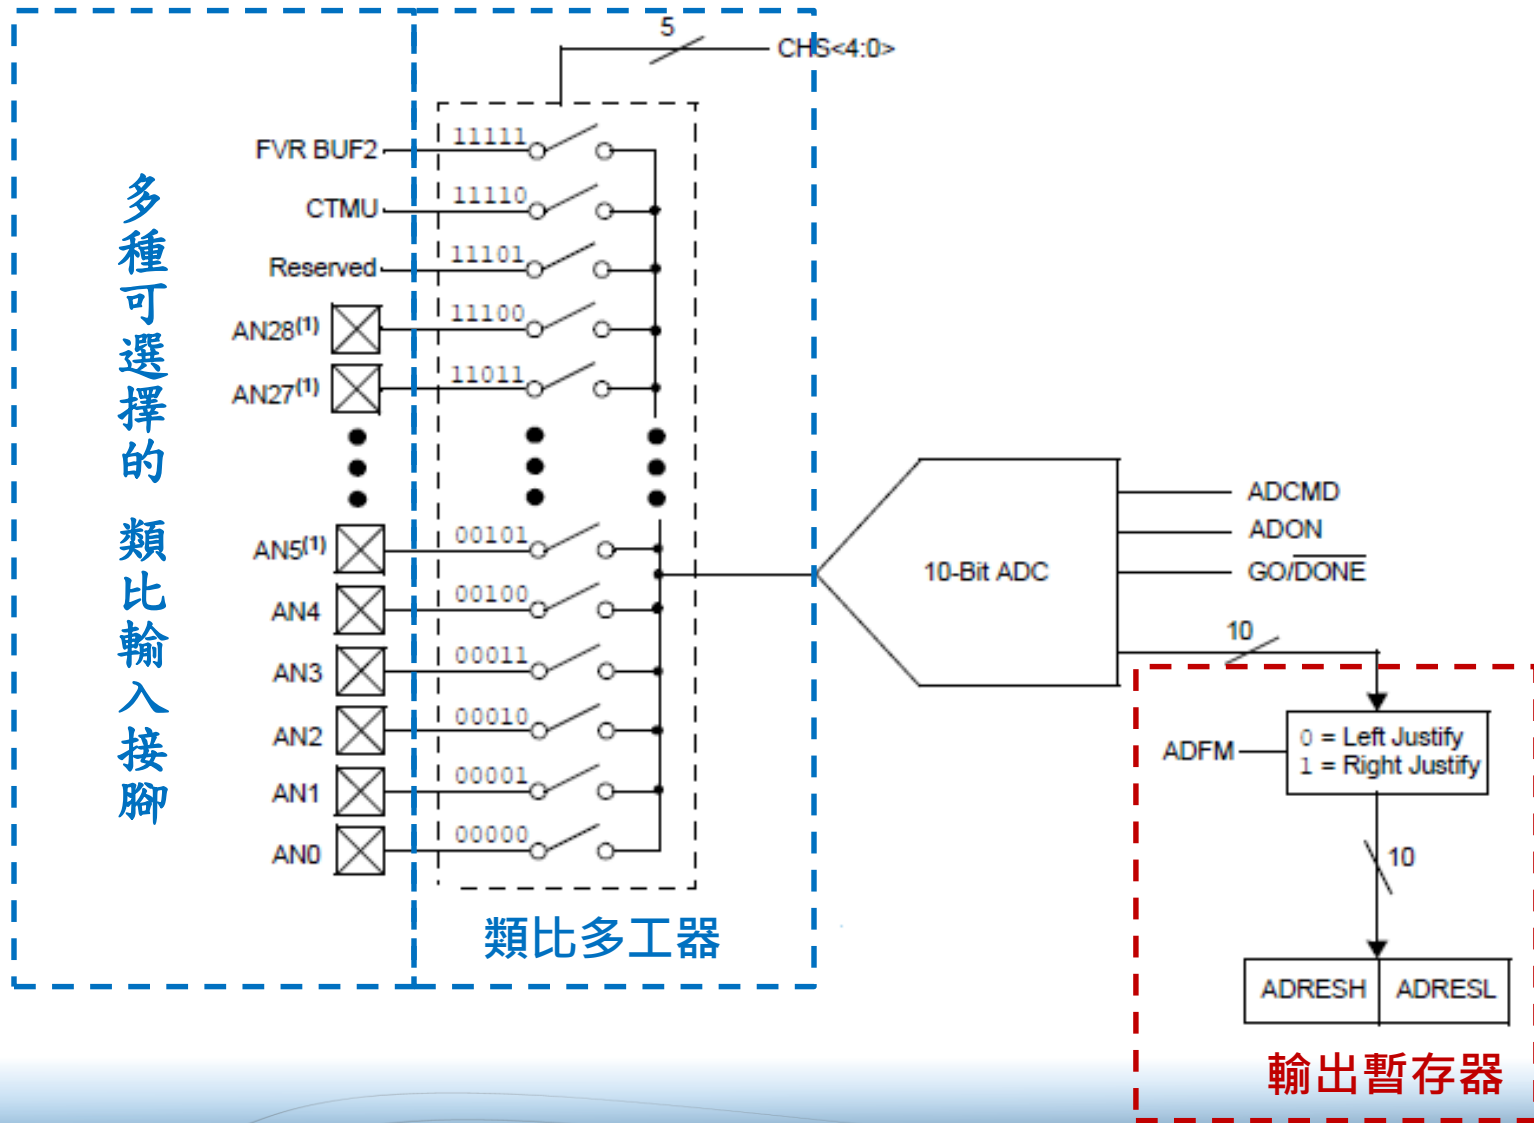 5
CHS<4:0>
FVR BUF2
11111
CTMU
11110
Reserved
11101
AN28(1)
11100
AN27(1)
11011
AN5(1)
00101
AN4
00100
AN3
00011
AN2
00010
AN1
00001
AN0
00000
多種可選擇的 類比輸入接腳
類比多工器
10-Bit ADC
ADCMD
ADON
GO/DONE
10
ADFM
0 = Left Justify
1 = Right Justify
10
ADRESH
ADRESL
輸出暫存器